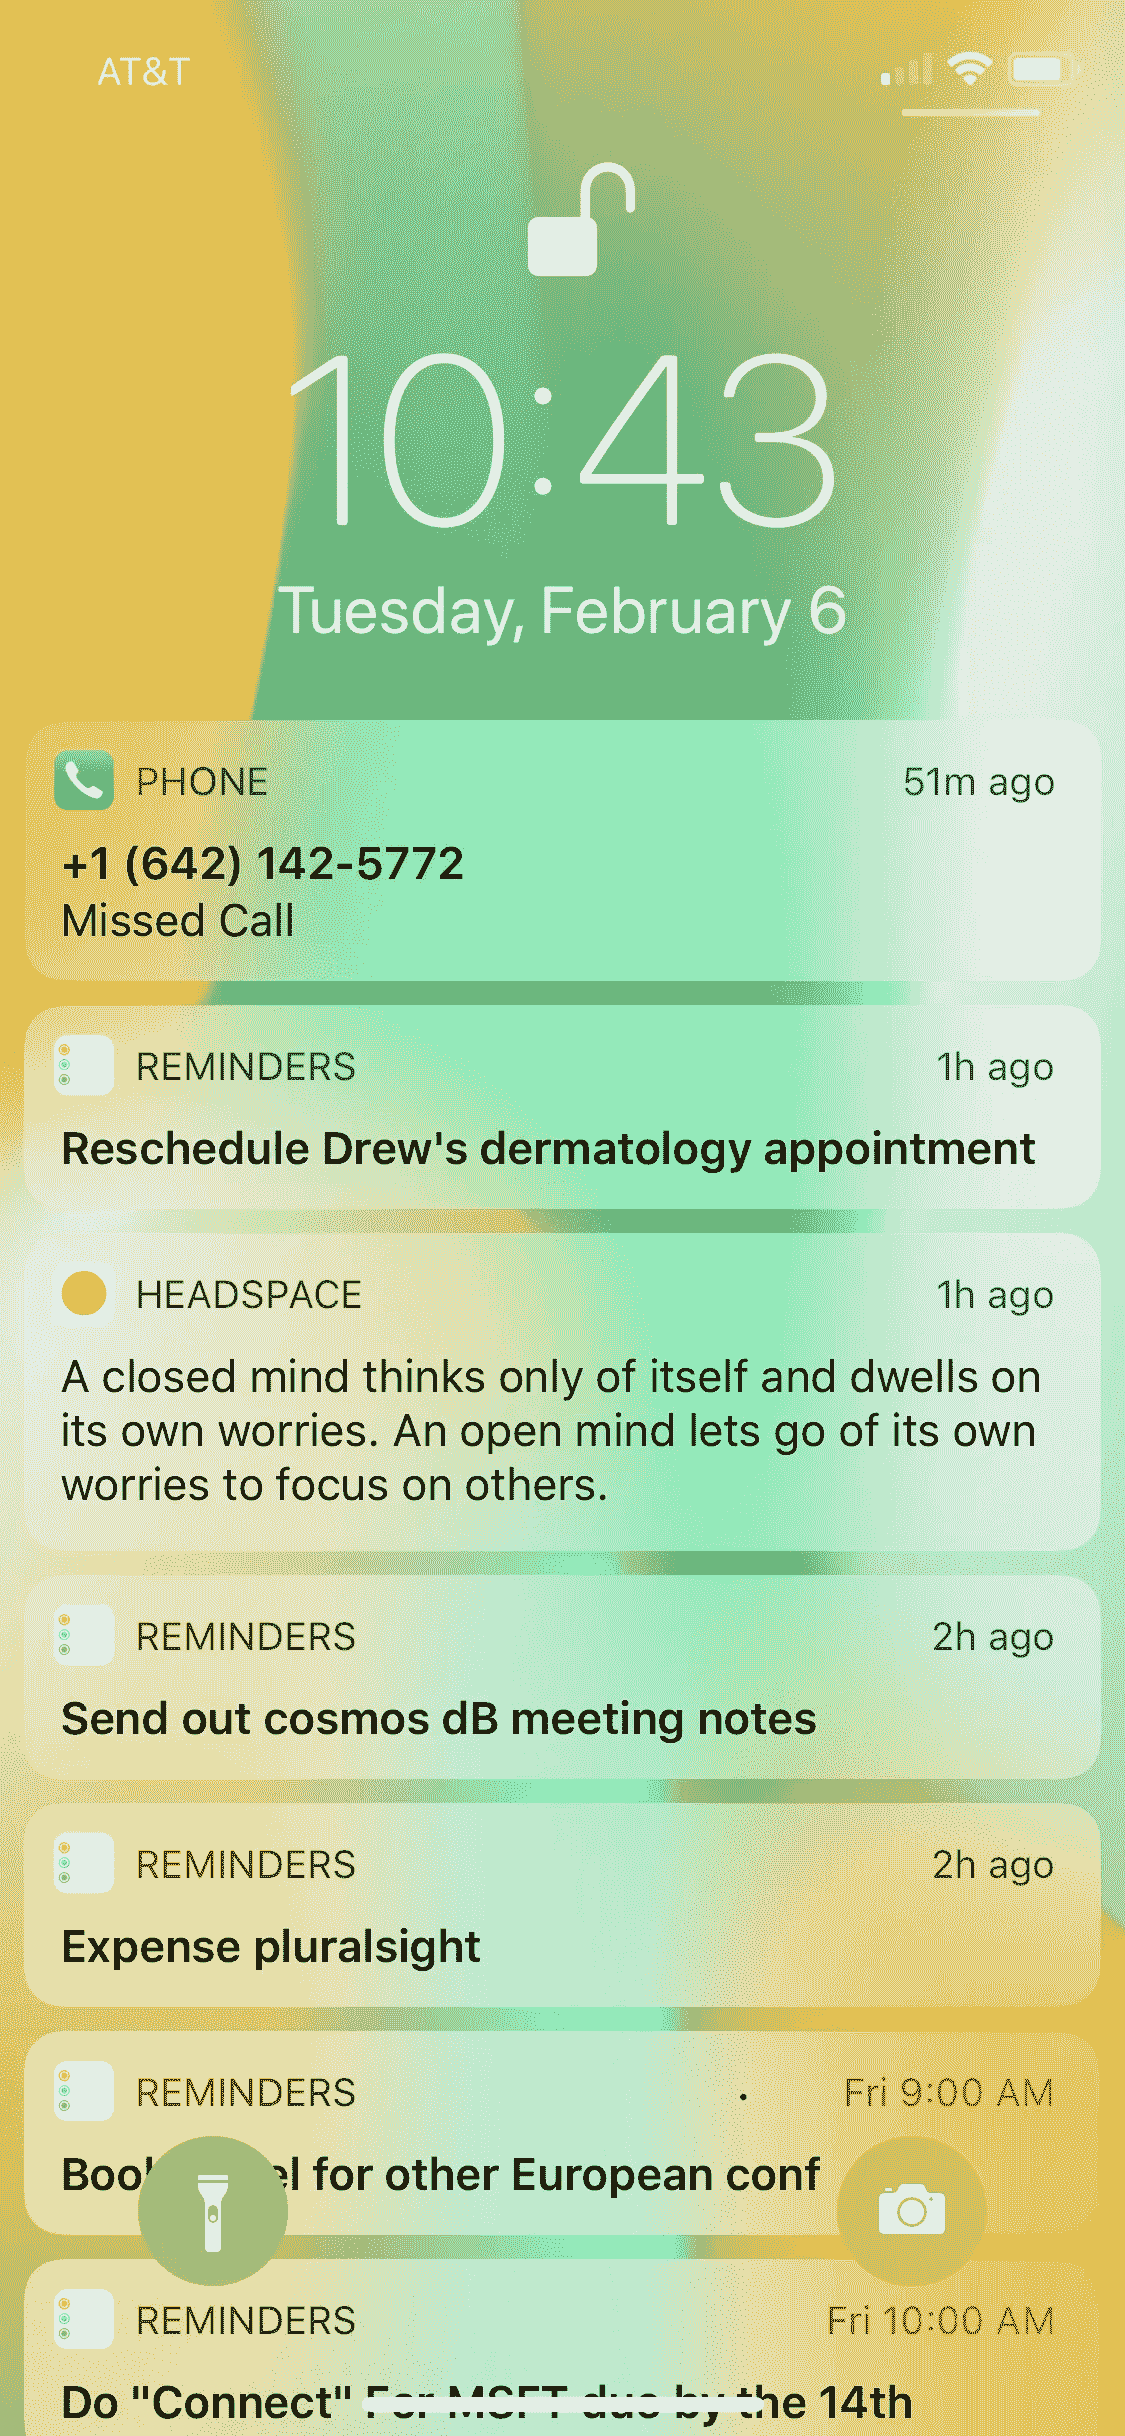 AT&T
10:43
Tuesday, February 6
PHONE 51m ago
+1 (642) 142-5772
Missed Call
REMINDERS 1h ago
Reschedule Drew's dermatology appointment
HEADSPACE 1h ago
A closed mind thinks only of itself and dwells on
its own worries. An open mind lets go of its own
worries to focus on others.
REMINDERS 2h ago
Send out cosmos dB meeting notes
REMINDERS 2h ago
Expense pluralsight
REMINDERS Fri 9:00 AM
for other European conf
REMINDERS Fri 10:00 AM
Do "Connect" For MSFT due by the 14th